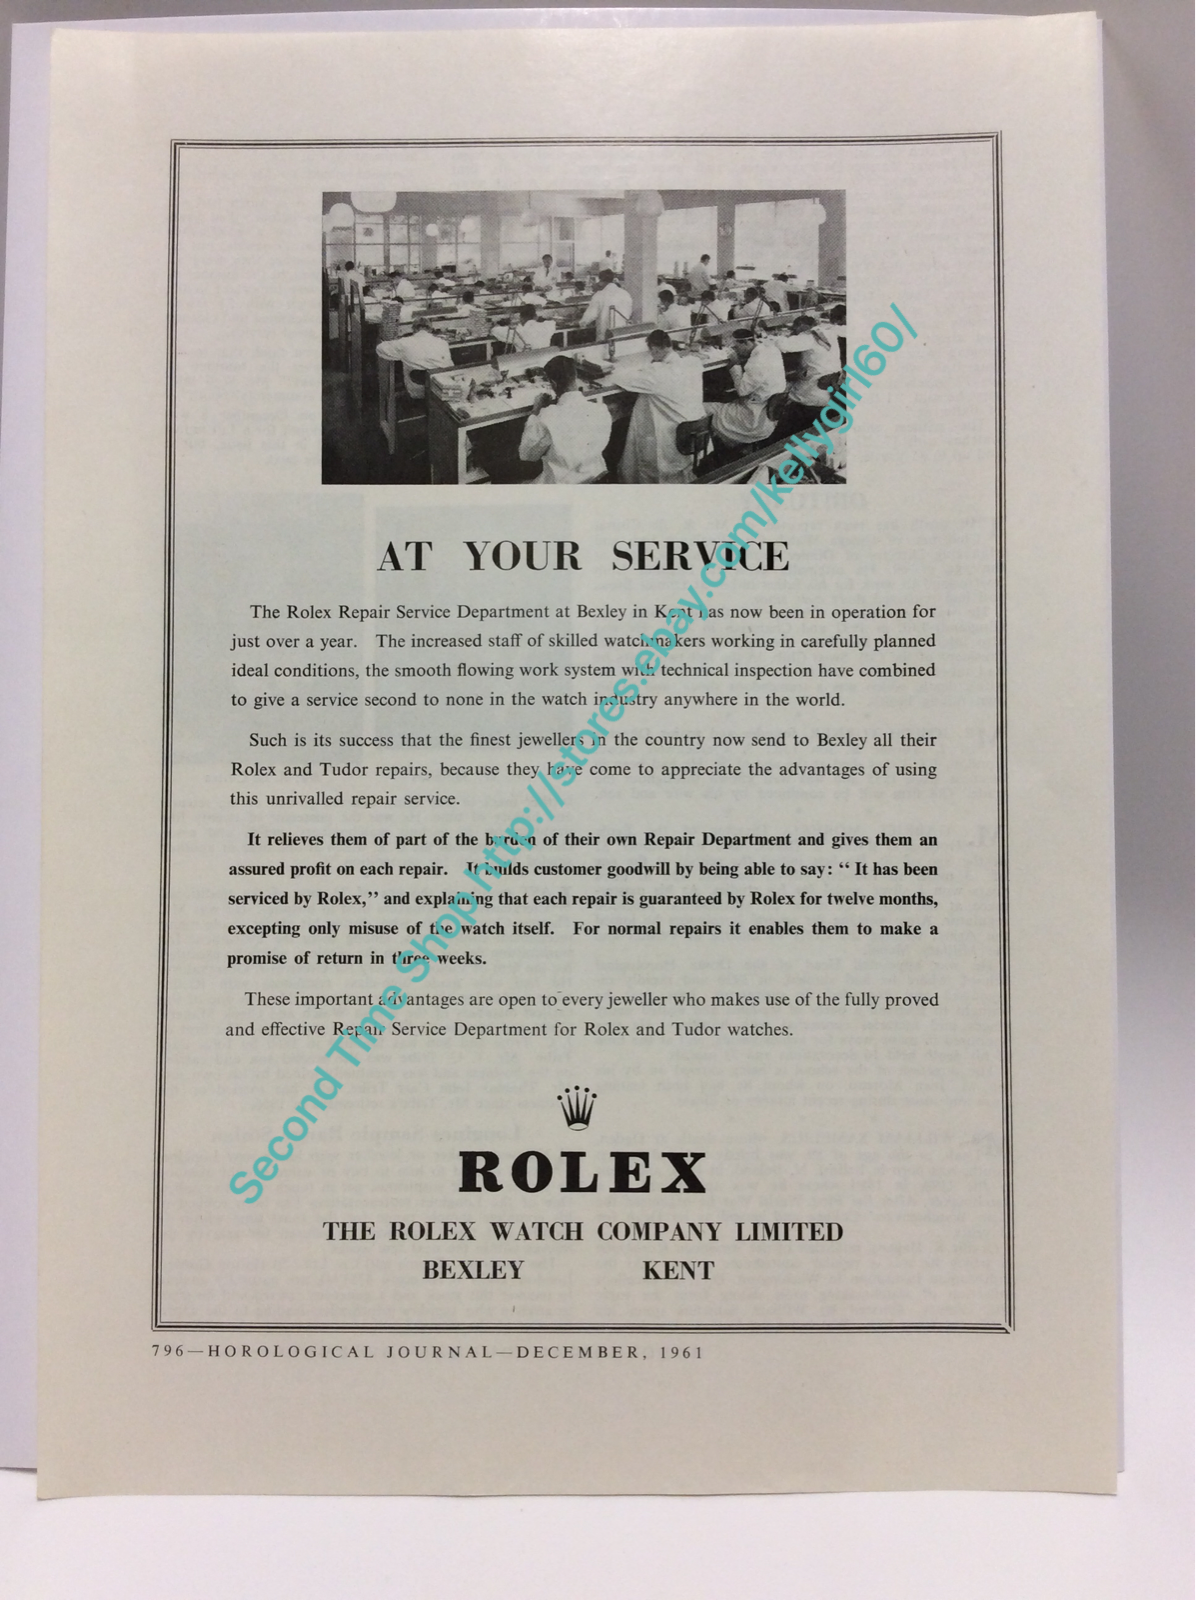 AT YOUR SERVICE
The Rolex Repair Service Department at Bexley in Kent has now been in operation for
just over a year. The increased staff of skilled watchmakers working in carefully planned
ideal conditions, the smooth flowing work system with technical inspection have combined
to give a service second to none in the watch industry anywhere in the world.
Such is its success that the finest jewellers in the country now send to Bexley all their
Rolex and Tudor repairs, because they have come to appreciate the advantages of using
this unrivalled repair service.
It relieves them of part of the burden of their own Repair Department and gives them an
assured profit on each repair. It builds customer goodwill by being able to say: “ It has been
serviced by Rolex,” and explaining that each repair is guaranteed by Rolex for twelve months,
excepting only misuse of the watch itself. For normal repairs it enables them to make a
promise of return in three weeks.
These important advantages are open to every jeweller who makes use of the fully proved
and effective Repair Service Department for Rolex and Tudor watches.
ROLEX
THE ROLEX WATCH COMPANY LIMITED
BEXLEY KENT
796—HOROLOGICAL JOURNAL—DECEMBER, 1961
Second Time Shop http://stores.ebay.com/kellygirl60/